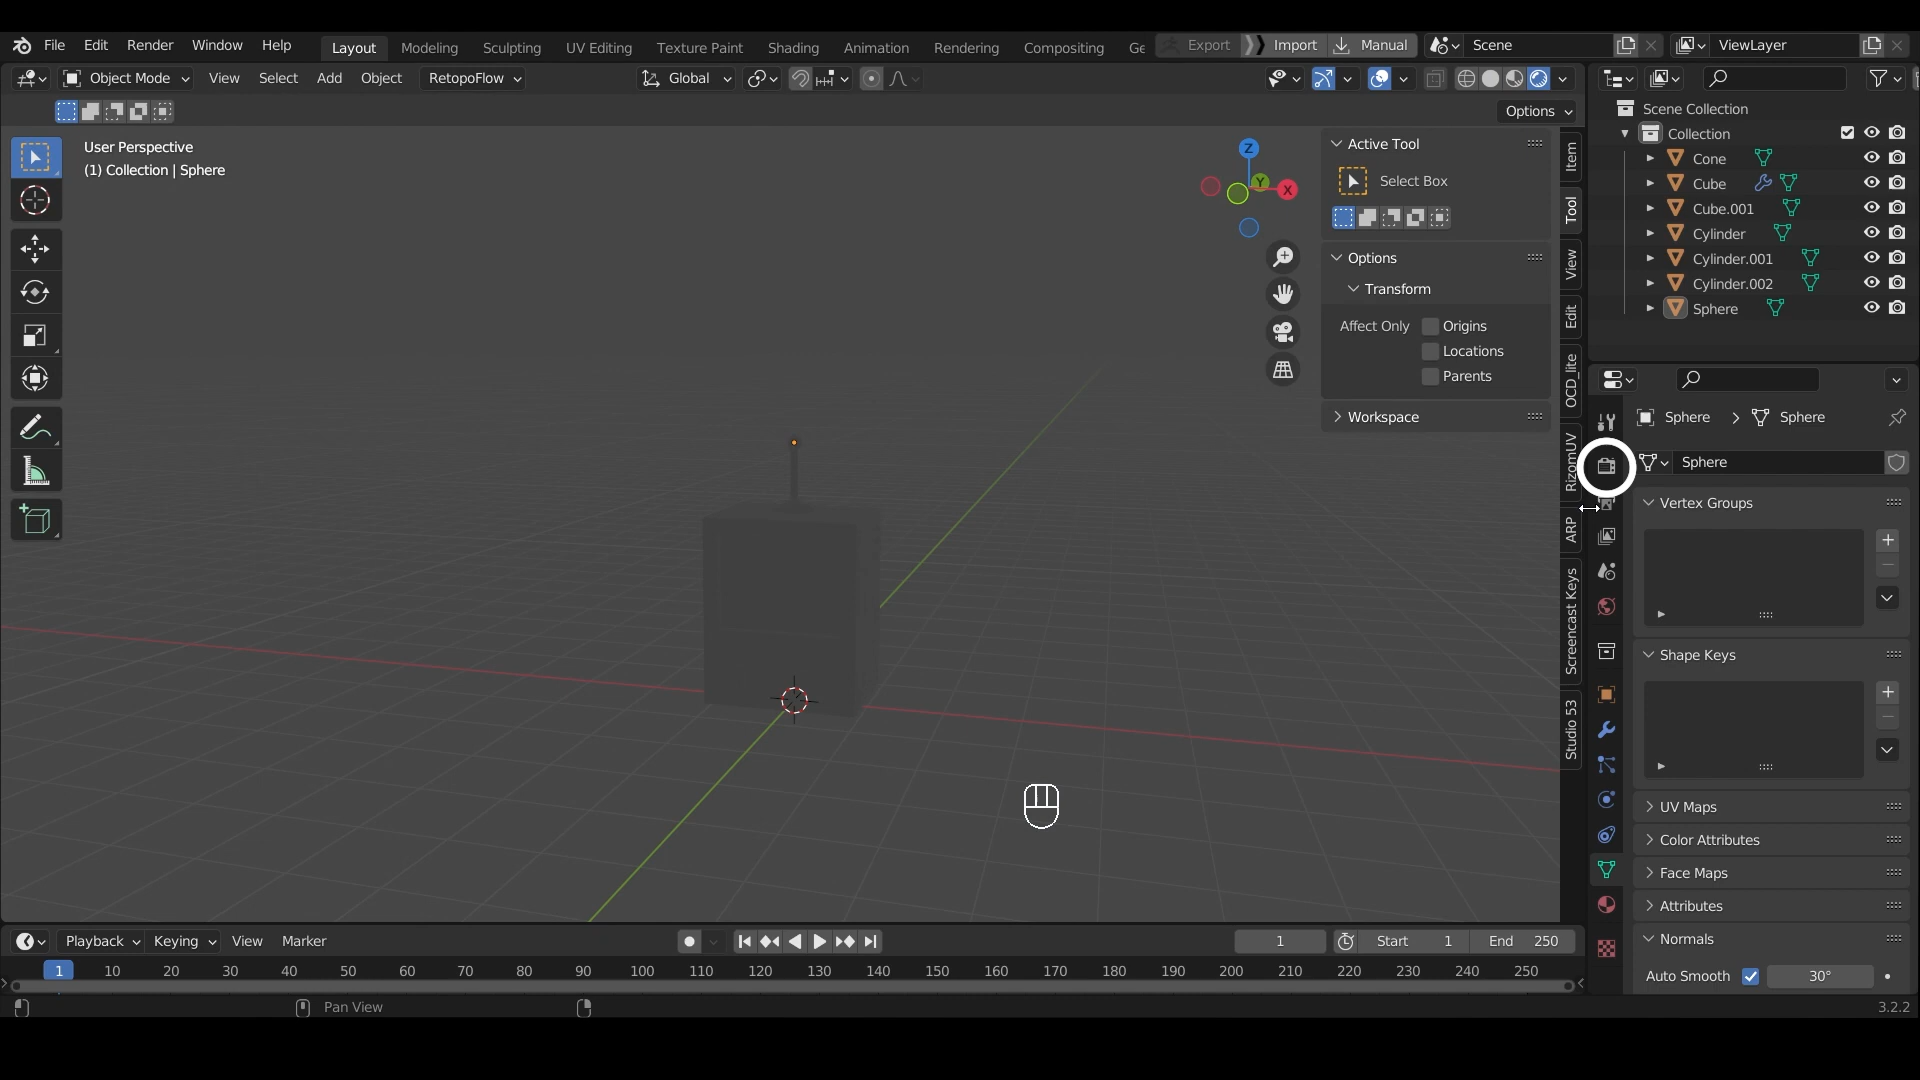 File Edit Render Window Help Layout Modeling Sculpting UV Editing Texture Paint Shading Animation Rendering Compositing Ge Export Import Manual Scene ViewLayer
Object Mode View Select Add Object RetopoFlow Global
Options
User Perspective
(1) Collection | Sphere
Z
Y
X
Active Tool
Select Box
Options
Transform
Affect Only Origins
Locations
Parents
Workspace
Item
Tool
View
Edit
OCD_lite
RizomUV
ARP
Screencast Keys
Studio 53
Scene Collection
Collection
Cone
Cube
Cube.001
Cylinder
Cylinder.001
Cylinder.002
Sphere
Sphere Sphere
Sphere
Vertex Groups
Shape Keys
UV Maps
Color Attributes
Face Maps
Attributes
Normals
Auto Smooth 30°
Playback Keying View Marker 1 Start 1 End 250
1 10 20 30 40 50 60 70 80 90 100 110 120 130 140 150 160 170 180 190 200 210 220 230 240 250
Pan View 3.2.2